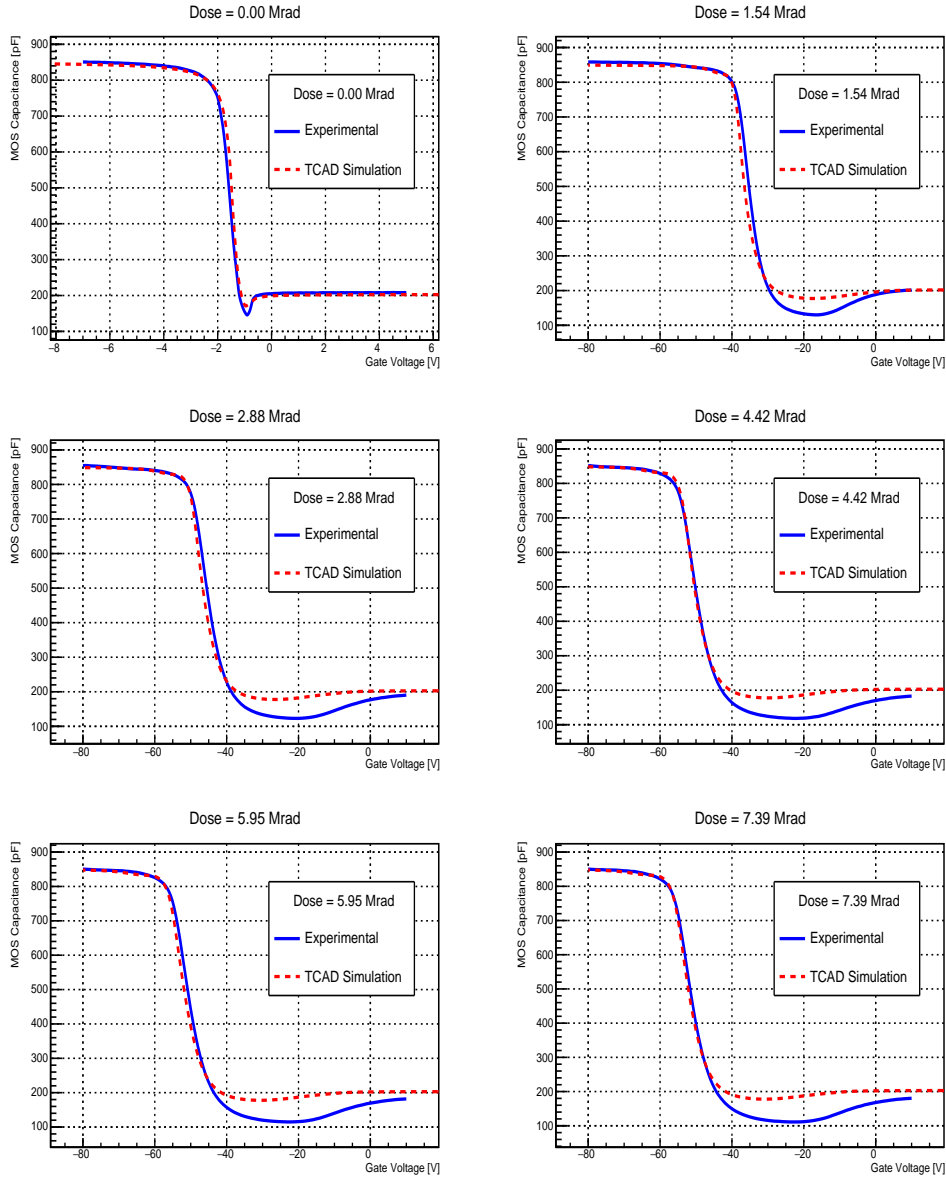 Dose = 0.00 Mrad
MOS Capacitance [pF]
900
800
700
600
500
400
300
200
100
Dose = 0.00 Mrad
Experimental
TCAD Simulation
−8 −6 −4 −2 0 2 4 6
Gate Voltage [V]
Dose = 1.54 Mrad
MOS Capacitance [pF]
900
800
700
600
500
400
300
200
100
Dose = 1.54 Mrad
Experimental
TCAD Simulation
−80 −60 −40 −20 0
Gate Voltage [V]
Dose = 2.88 Mrad
MOS Capacitance [pF]
900
800
700
600
500
400
300
200
100
Dose = 2.88 Mrad
Experimental
TCAD Simulation
−80 −60 −40 −20 0
Gate Voltage [V]
Dose = 4.42 Mrad
MOS Capacitance [pF]
900
800
700
600
500
400
300
200
100
Dose = 4.42 Mrad
Experimental
TCAD Simulation
−80 −60 −40 −20 0
Gate Voltage [V]
Dose = 5.95 Mrad
MOS Capacitance [pF]
900
800
700
600
500
400
300
200
100
Dose = 5.95 Mrad
Experimental
TCAD Simulation
−80 −60 −40 −20 0
Gate Voltage [V]
Dose = 7.39 Mrad
MOS Capacitance [pF]
900
800
700
600
500
400
300
200
100
Dose = 7.39 Mrad
Experimental
TCAD Simulation
−80 −60 −40 −20 0
Gate Voltage [V]